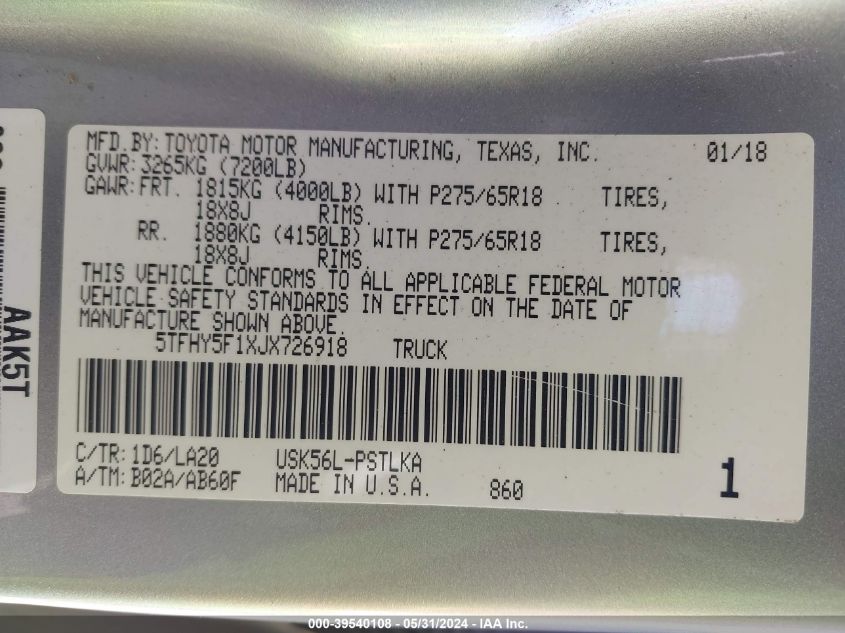 MFD.BY: TOYOTA MOTOR MANUFACTURING, TEXAS, INC. 01/18
GVWR: 3265KG (7200LB)
GAWR: FRT. 1815KG (4000LB) WITH P275/65R18 TIRES,
18X8J RIMS.
RR. 1880KG (4150LB) WITH P275/65R18 TIRES,
18X8J RIMS.
THIS VEHICLE CONFORMS TO ALL APPLICABLE FEDERAL MOTOR
VEHICLE SAFETY STANDARDS IN EFFECT ON THE DATE OF
MANUFACTURE SHOWN ABOVE.
5TFHY5F1XJX726918 TRUCK
C/TR: 1D6/LA20 USK56L-PSTLKA
A/TM: B02A/AB60F MADE IN U.S.A. 860 1
AAK5T
000-39540108 - 05/31/2024 - IAA Inc.